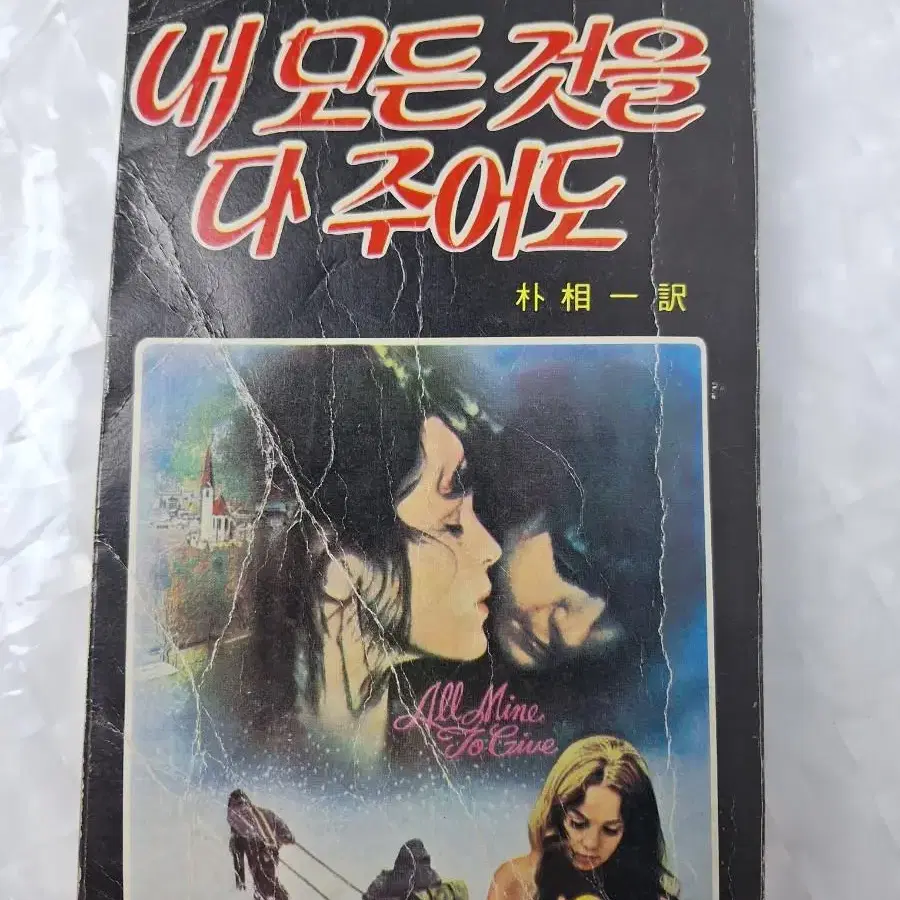 내 모든 것을
다 주어도
朴相一 訳
All Mine
To Give